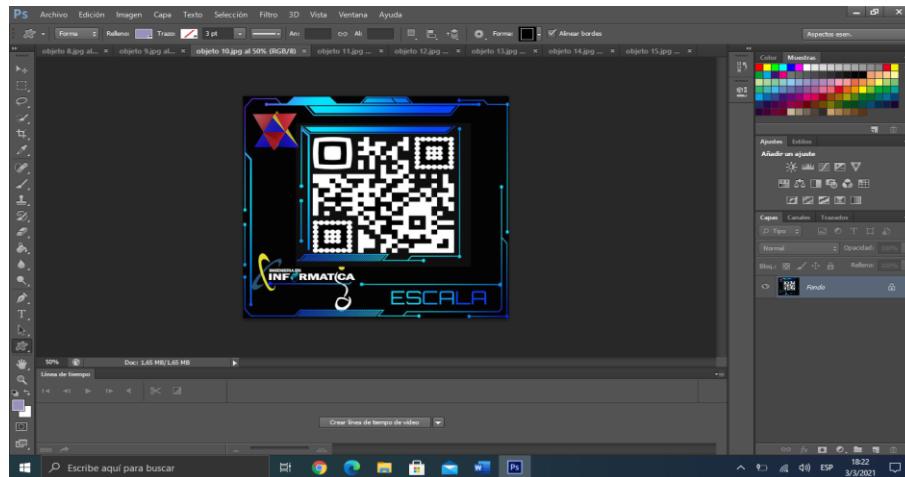 Ps Archivo Edición Imagen Capa Texto Selección Filtro 3D Vista Ventana Ayuda
Forma Relleno: Trazo: 3 pt An: Al: Forma: Alinear bordes Aspectos esen.
objeto 8.jpg al... × objeto 9.jpg al... × objeto 10.jpg al 50% (RGB/8) × objeto 11.jpg ... × objeto 12.jpg ... × objeto 13.jpg ... × objeto 14.jpg ... × objeto 15.jpg ... ×
Color Muestras
Ajustes Estilos
Añadir un ajuste
Capas Canales Trazados
Tipo
Normal Opacidad: 100%
Bloq.: Relleno: 100%
Fondo
INGENIERIA EN
INFORMATICA
ESCALA
50% Doc: 1,65 MB/1,65 MB
Línea de tiempo
Crear línea de tiempo de vídeo
Escribe aquí para buscar
Ps
ESP
18:22
3/3/2021